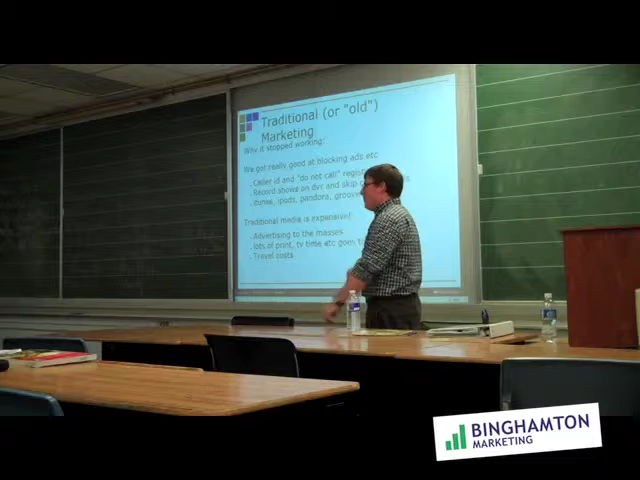 Traditional (or "old")
Marketing
Why it stopped working:
We got really good at blocking ads etc
Caller id and "do not call"
Record shows on dvr and skip
itunes, ipods, pandora,
Traditional media is expensive!
Advertising to the masses
lots of print, tv time etc goes
Travel costs
BINGHAMTON
MARKETING